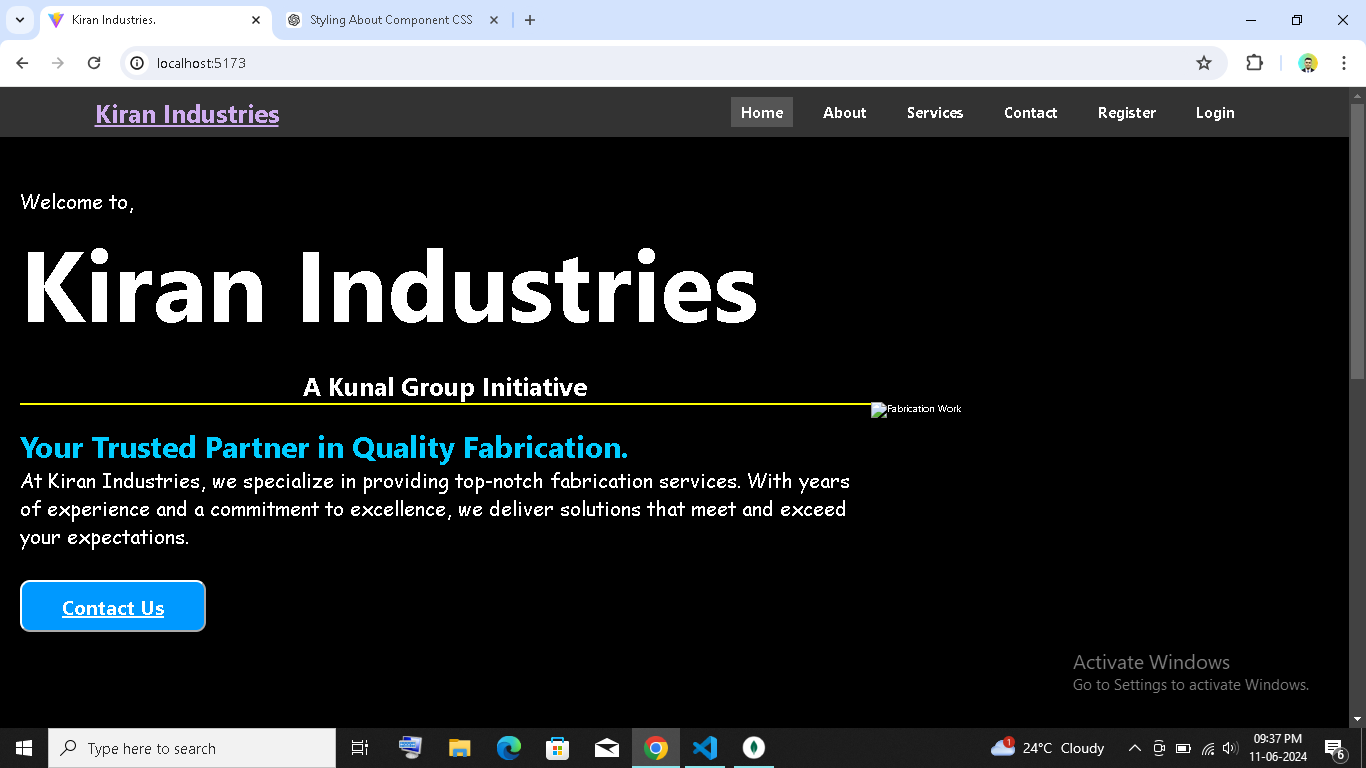 Kiran Industries.
Styling About Component CSS
localhost:5173
Kiran Industries
Home About Services Contact Register Login
Welcome to,
Kiran Industries
A Kunal Group Initiative
Fabrication Work
Your Trusted Partner in Quality Fabrication.
At Kiran Industries, we specialize in providing top-notch fabrication services. With years
of experience and a commitment to excellence, we deliver solutions that meet and exceed
your expectations.
Contact Us
Activate Windows
Go to Settings to activate Windows.
Type here to search
1
24°C Cloudy
09:37 PM
11-06-2024
6